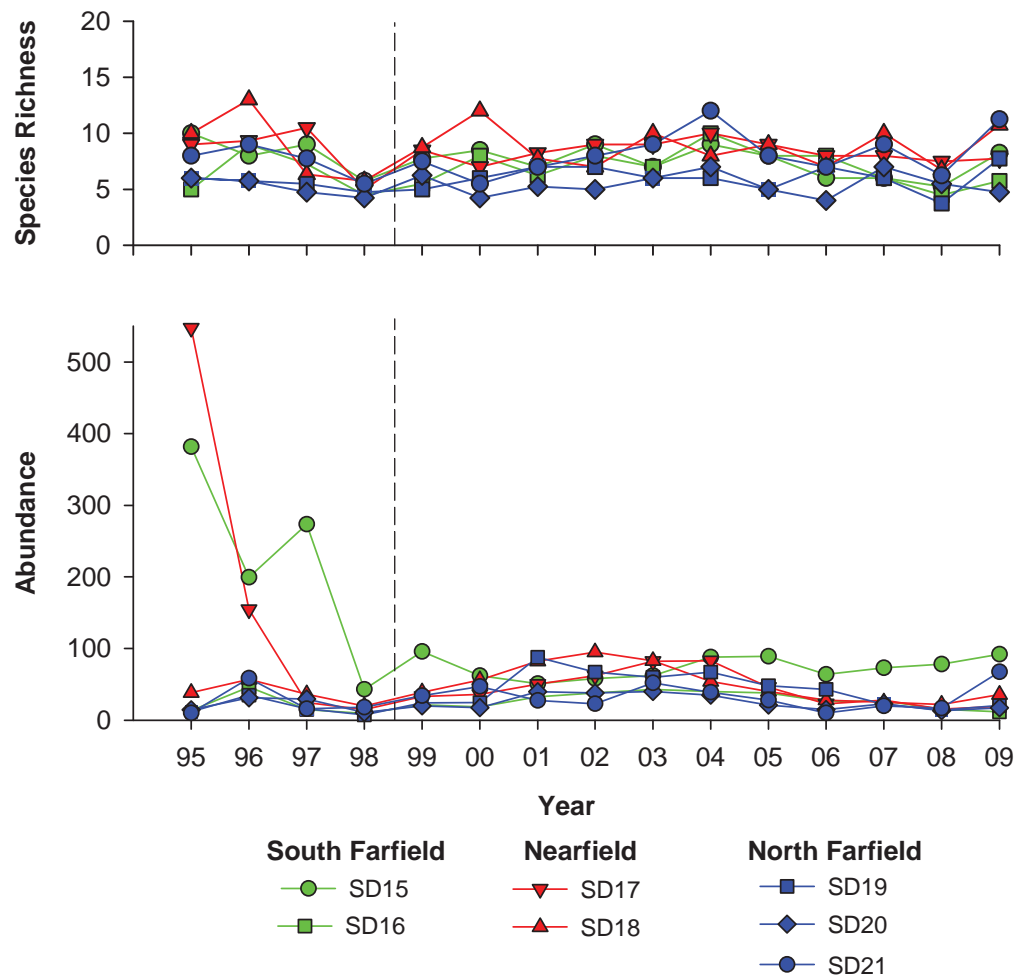 Species Richness
20
15
10
5
0
Abundance
500
400
300
200
100
0
95 96 97 98 99 00 01 02 03 04 05 06 07 08 09
Year
South Farfield Nearfield North Farfield
SD15 SD17 SD19
SD16 SD18 SD20
SD21